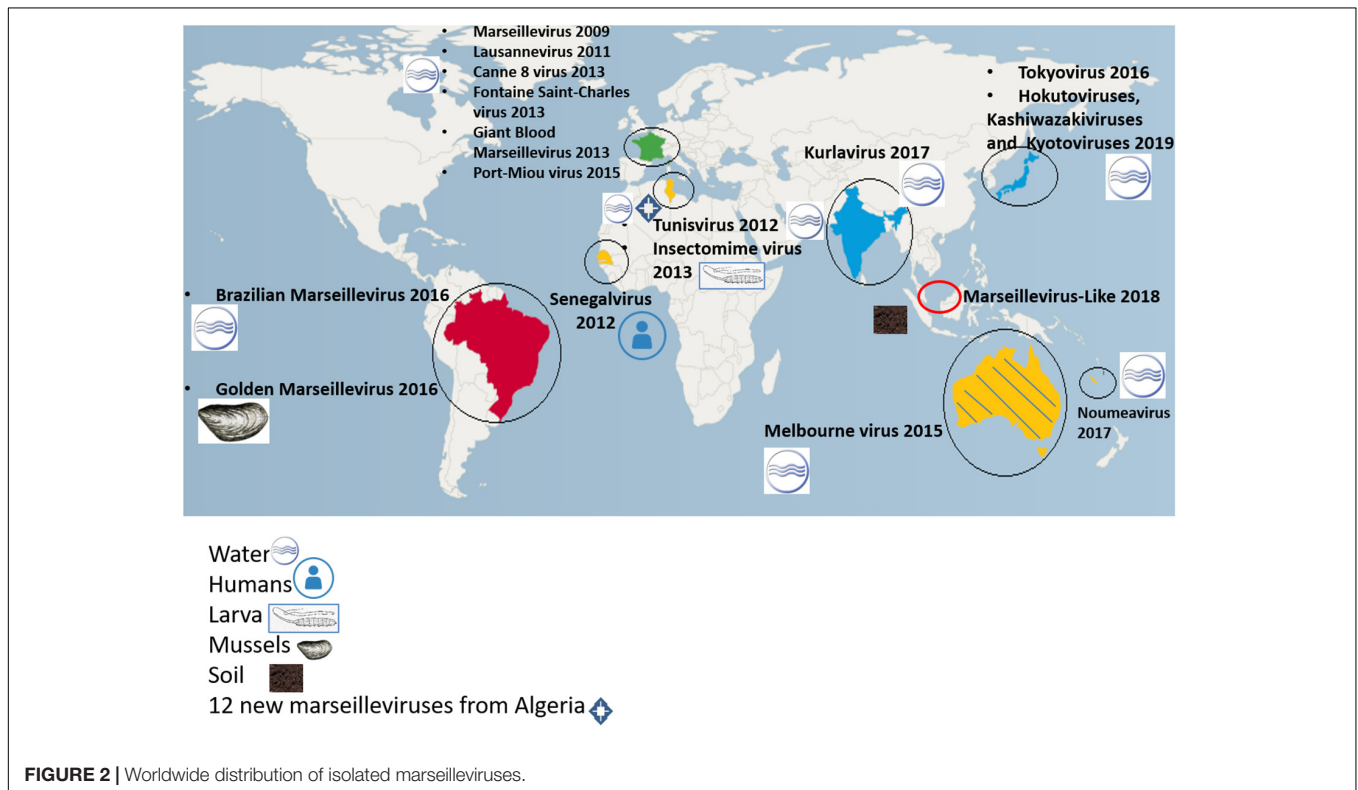 • Marseillevirus 2009
• Lausannevirus 2011
• Canne 8 virus 2013
• Fontaine Saint-Charles
virus 2013
• Giant Blood
Marseillevirus 2013
• Port-Miou virus 2015
• Tokyovirus 2016
• Hokutoviruses,
Kashiwazakiviruses
and Kyotoviruses 2019
Kurlavirus 2017
• Tunisvirus 2012
• Insectomime virus
2013
Senegalvirus
2012
• Brazilian Marseillevirus 2016
• Golden Marseillevirus 2016
Marseillevirus-Like 2018
Melbourne virus 2015
Noumeavirus
2017
Water
Humans
Larva
Mussels
Soil
12 new marseilleviruses from Algeria
FIGURE 2 | Worldwide distribution of isolated marseilleviruses.